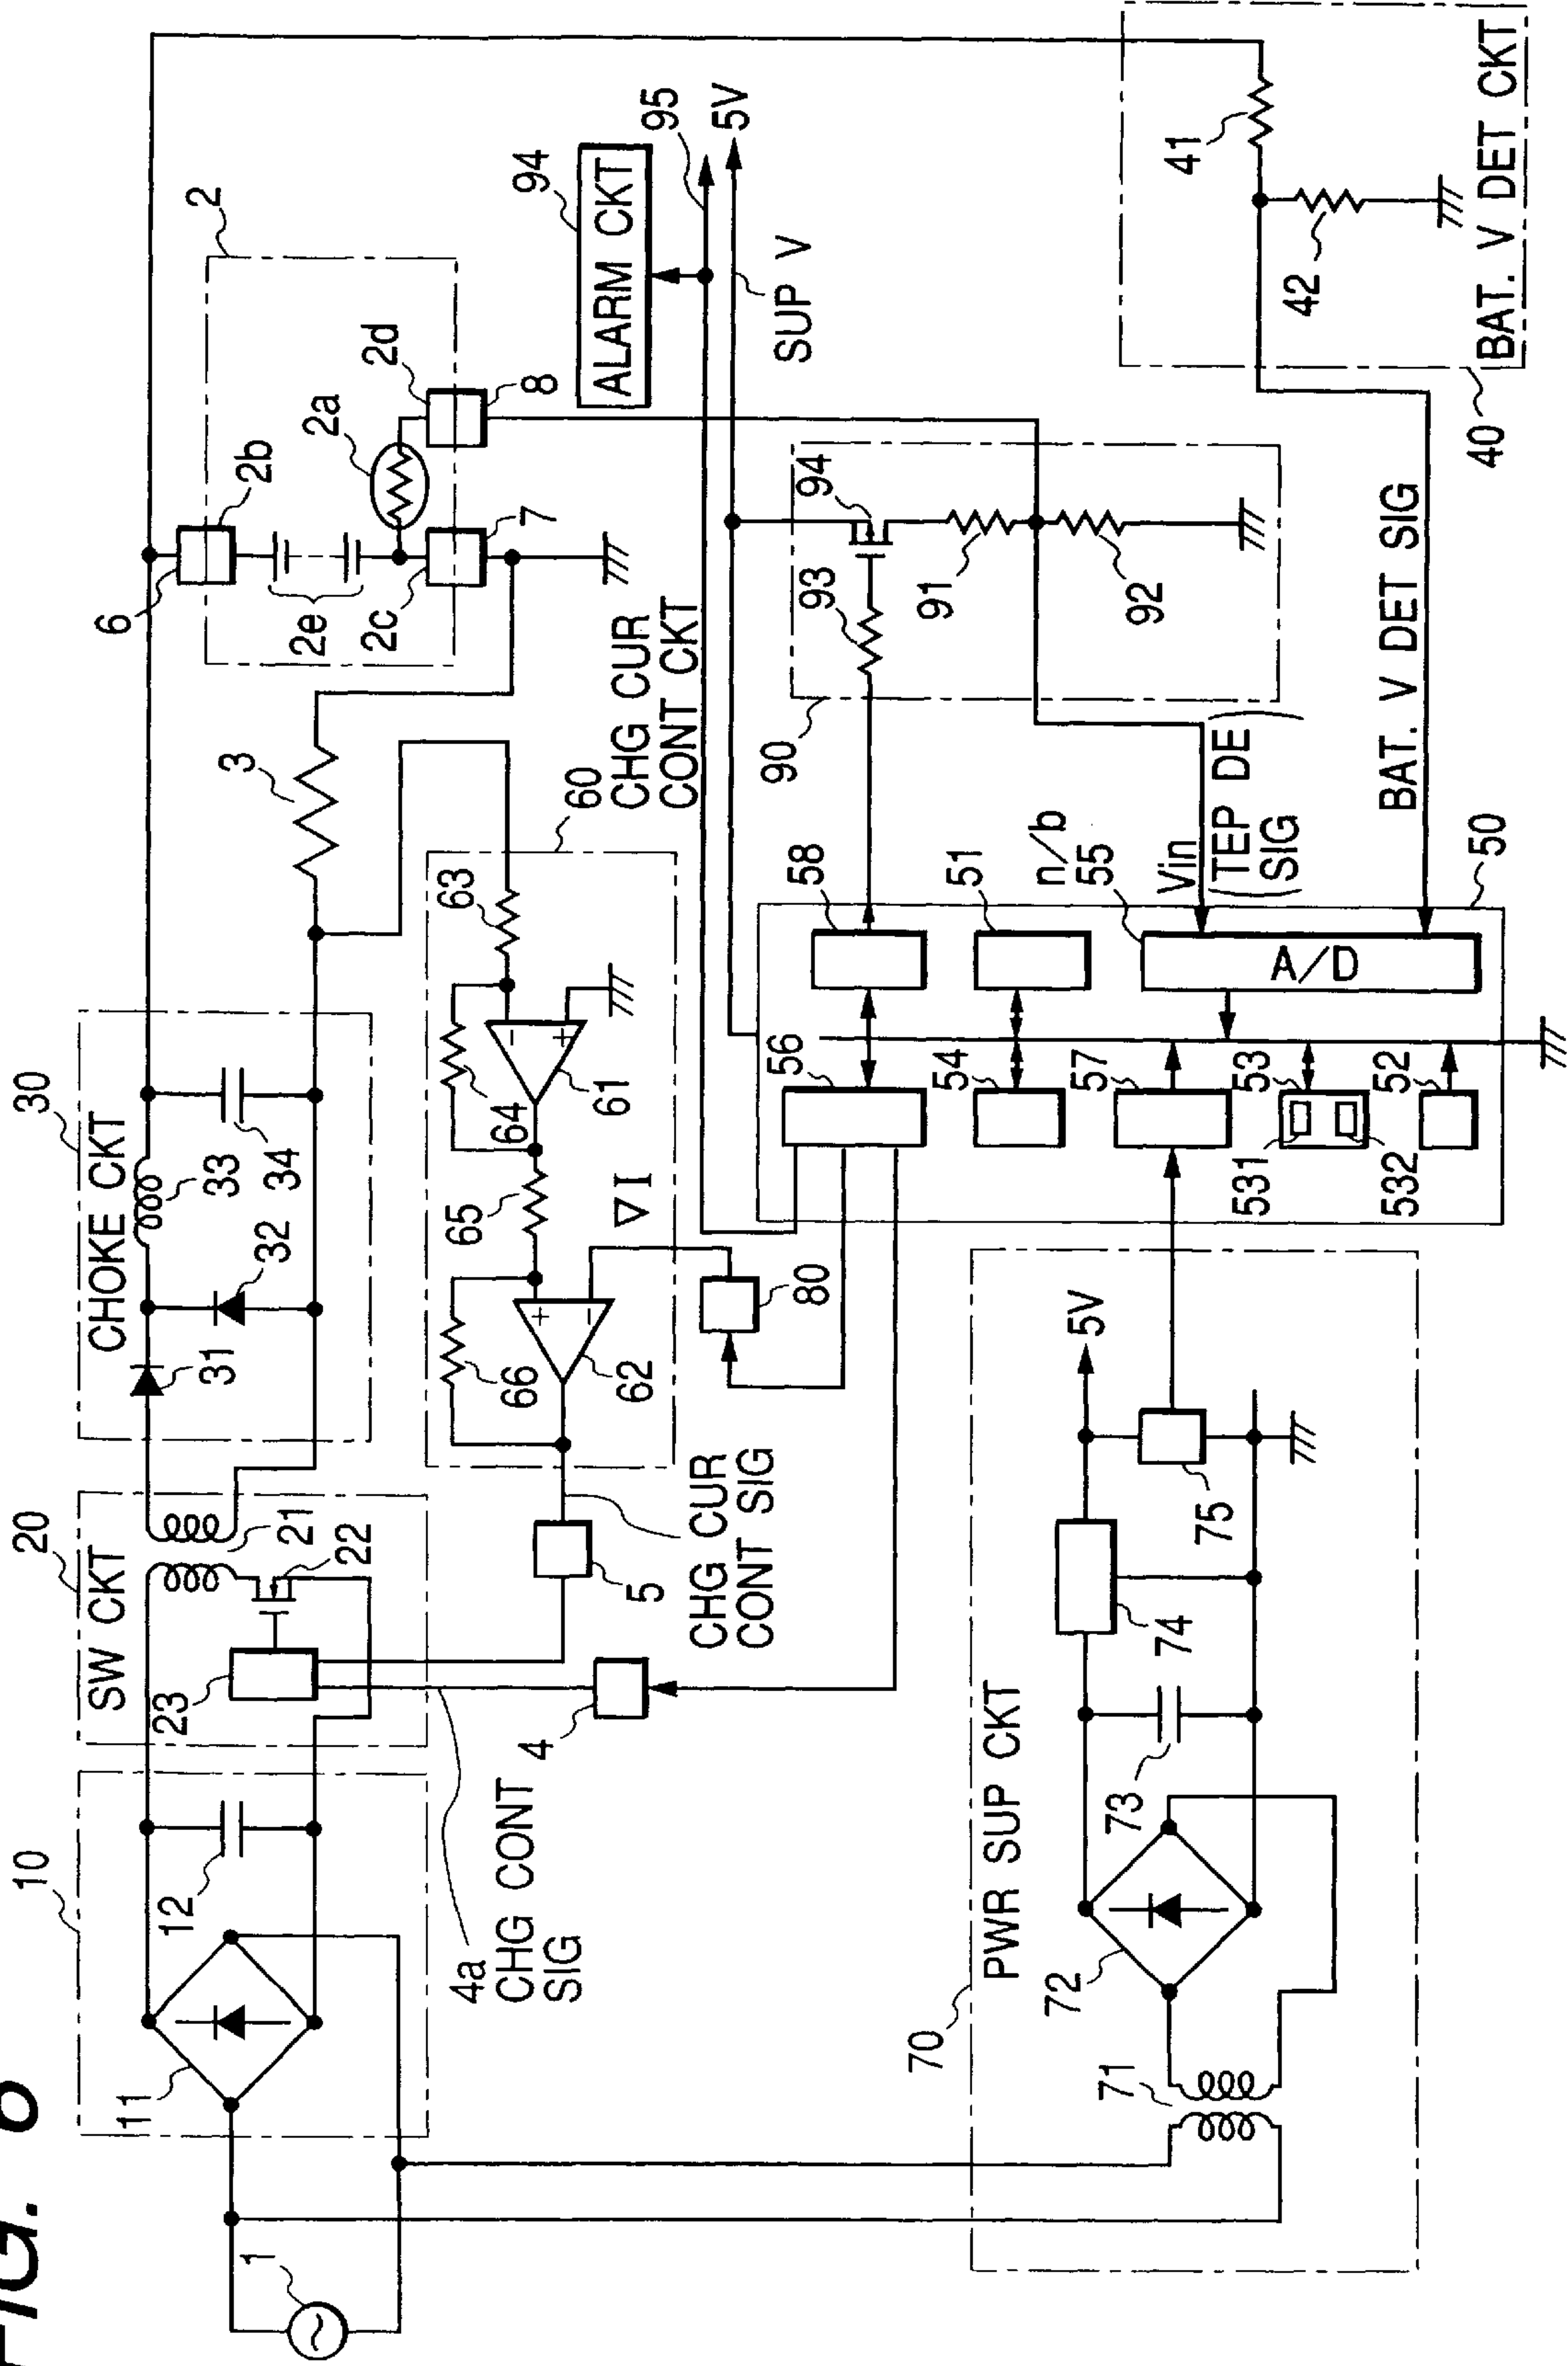 FIG. 6
1
10
11
12
20
SW CKT
21
22
23
30
CHOKE CKT
31
32
33
34
3
6
2
2b
2a
2d
2e
2c
7
8
4a
CHG CONT
SIG
4
5
CHG CUR
CONT SIG
60
CHG CUR
CONT CKT
63
64
61
65
66
62
-
+
+
-
∇I
80
94
ALARM CKT
95
5V
SUP V
90
93
94
91
92
70
PWR SUP CKT
71
72
73
74
75
5V
50
56
58
54
51
n/b
57
55
A/D
53
531
532
52
Vin
(TEP DE)
(SIG)
BAT. V DET SIG
40
41
42
BAT. V DET CKT